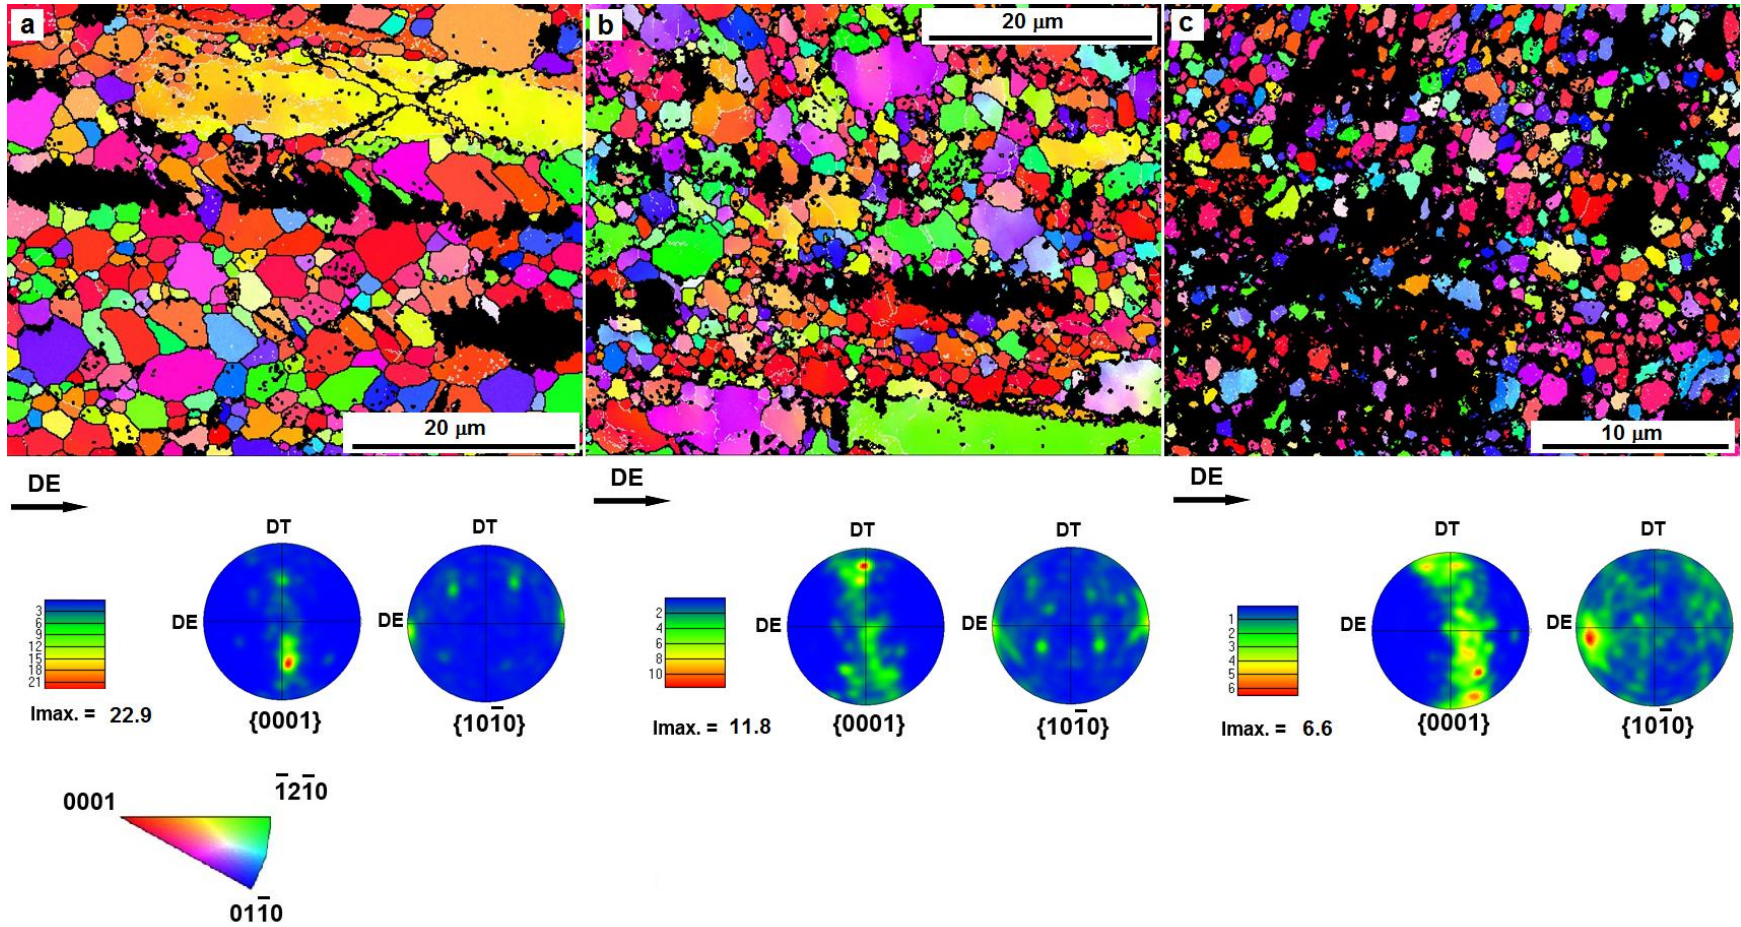 a
b
c
20 μm
20 μm
10 μm
DE
DE
DE
DT
DT
DE
DE
3
6
9
12
15
18
21
Imax. = 22.9
{0001}
{101̅0}
DT
DT
DE
DE
2
4
6
8
10
Imax. = 11.8
{0001}
{101̅0}
DT
DT
DE
DE
1
2
3
4
5
6
Imax. = 6.6
{0001}
{101̅0}
0001
1̅21̅0
011̅0